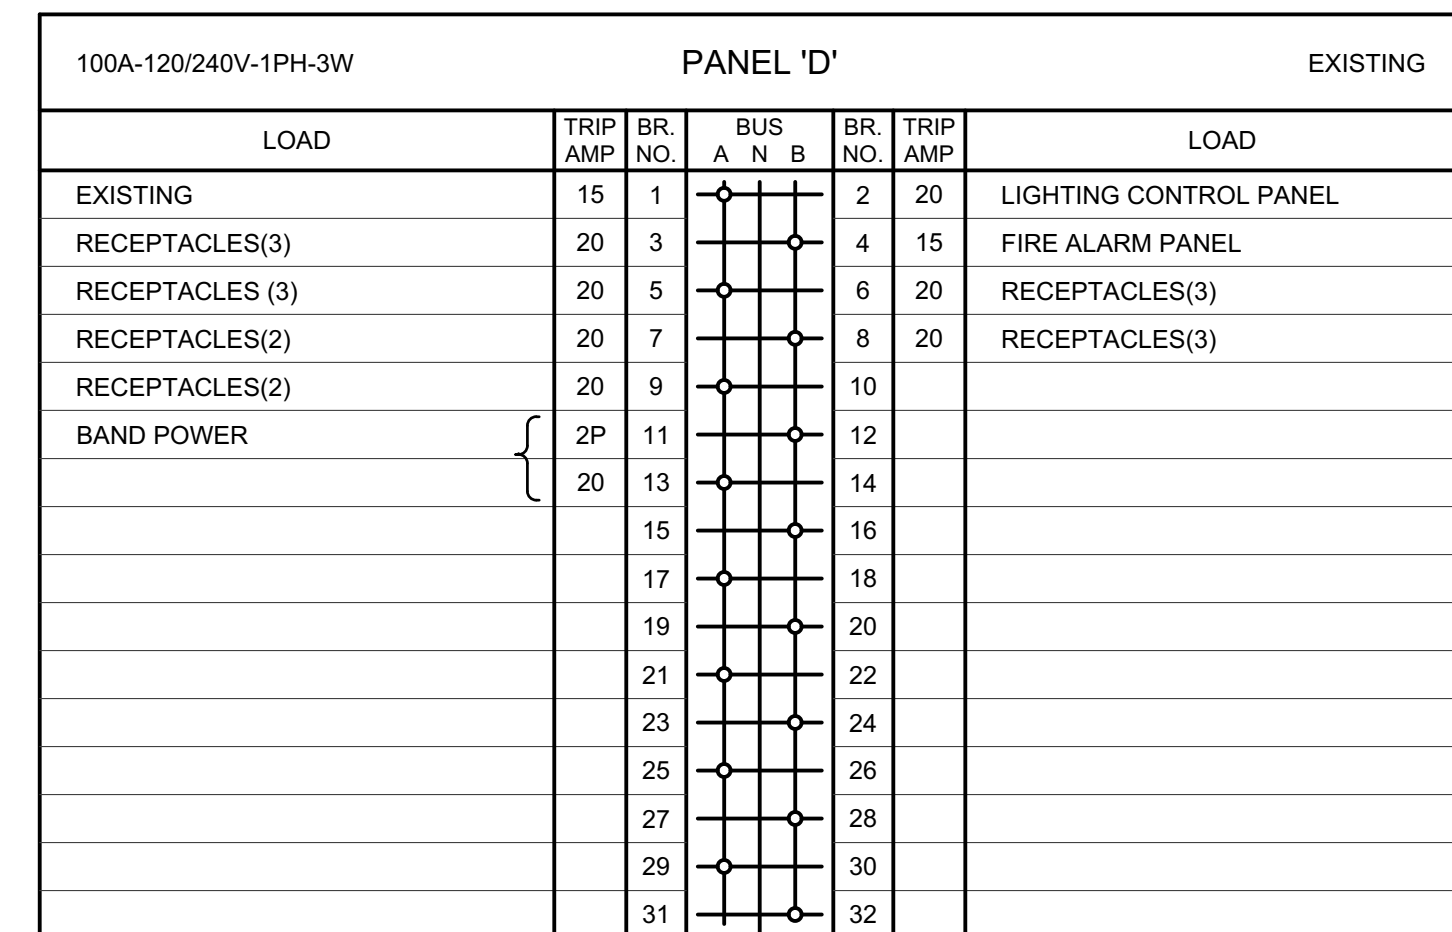 100A-120/240V-1PH-3W PANEL 'D' EXISTING
LOAD TRIP AMP BR. NO. BUS A N B BR. NO. TRIP AMP LOAD
EXISTING 15 1 2 20 LIGHTING CONTROL PANEL
RECEPTACLES(3) 20 3 4 15 FIRE ALARM PANEL
RECEPTACLES (3) 20 5 6 20 RECEPTACLES(3)
RECEPTACLES(2) 20 7 8 20 RECEPTACLES(3)
RECEPTACLES(2) 20 9 10
BAND POWER 2P 11 12
20 13 14
15 16
17 18
19 20
21 22
23 24
25 26
27 28
29 30
31 32